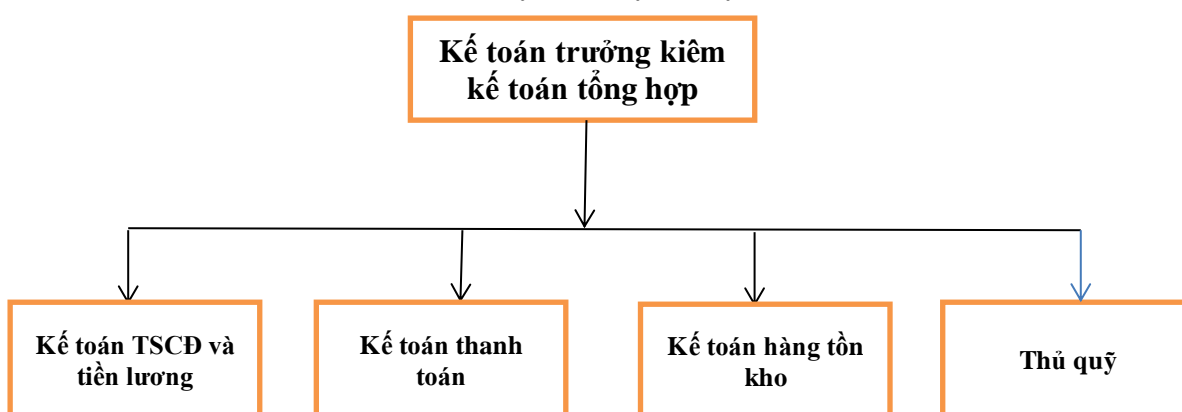 Kế toán trưởng kiêm
kế toán tổng hợp
Kế toán TSCĐ và
tiền lương
Kế toán thanh
toán
Kế toán hàng tồn
kho
Thủ quỹ